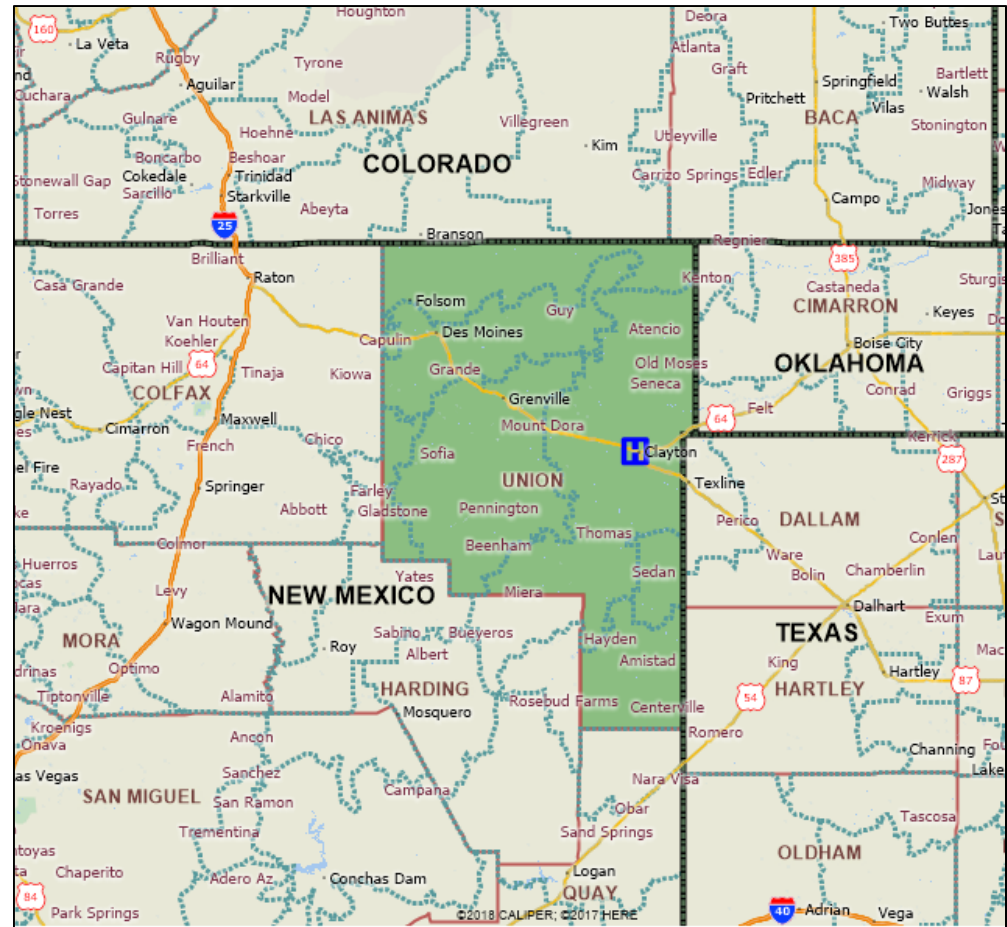 Houghton
Deora
Two Buttes
160
La Veta
Rugby
Tyrone
Atlanta
Graft
Bartlett
Aguilar
Springfield
Walsh
Cuchara
Model
Pritchett
Vilas
Gulnare
LAS ANIMAS
Villegreen
BACA
Stonington
Hoehne
Utleyville
Kim
Boncarbo
Beshoar
COLORADO
Cokedale
Trinidad
Carrizo Springs
Edler
Stonewall Gap
Sarcillo
Starkville
Midway
Torres
Abeyta
Campo
25
Branson
Regnier
Brilliant
385
Raton
Kenton
Castaneda
Casa Grande
Folsom
Guy
CIMARRON
Keyes
Van Houten
Des Moines
Atencio
Koehler
Capulin
Boise City
64
Capitan Hill
Tinaja
Kiowa
Grande
Old Moses
OKLAHOMA
Seneca
COLFAX
Grenville
Conrad
Griggs
gle Nest
Maxwell
Mount Dora
64
Felt
Cimarron
French
Chico
Kerrick
Sofia
H
Clayton
el Fire
287
Rayado
Springer
Farley
UNION
Texline
Abbott
Gladstone
Pennington
Perico
DALLAM
Thomas
Colmor
Beenham
Conlen
Ware
Huerros
Yates
Sedan
Bolin
Chamberlin
Levy
NEW MEXICO
Miera
Dalhart
Wagon Mound
Exum
MORA
Sabino
Bueyeros
Hayden
TEXAS
Roy
Albert
Amistad
King
Optimo
Hartley
HARDING
HARTLEY
87
Tiptonville
Alamito
Rosebud Farms
Centerville
54
Mosquero
Kroenigs
Romero
Ancon
Onava
Channing
as Vegas
Sanchez
Nara Visa
Lake
Campana
SAN MIGUEL
San Ramon
Obar
Tascosa
Trementina
Sand Springs
OLDHAM
Chaperito
Adero Az
Conchas Dam
Logan
84
QUAY
Park Springs
40
Adrian
Vega
©2018 CALIPER; ©2017 HERE